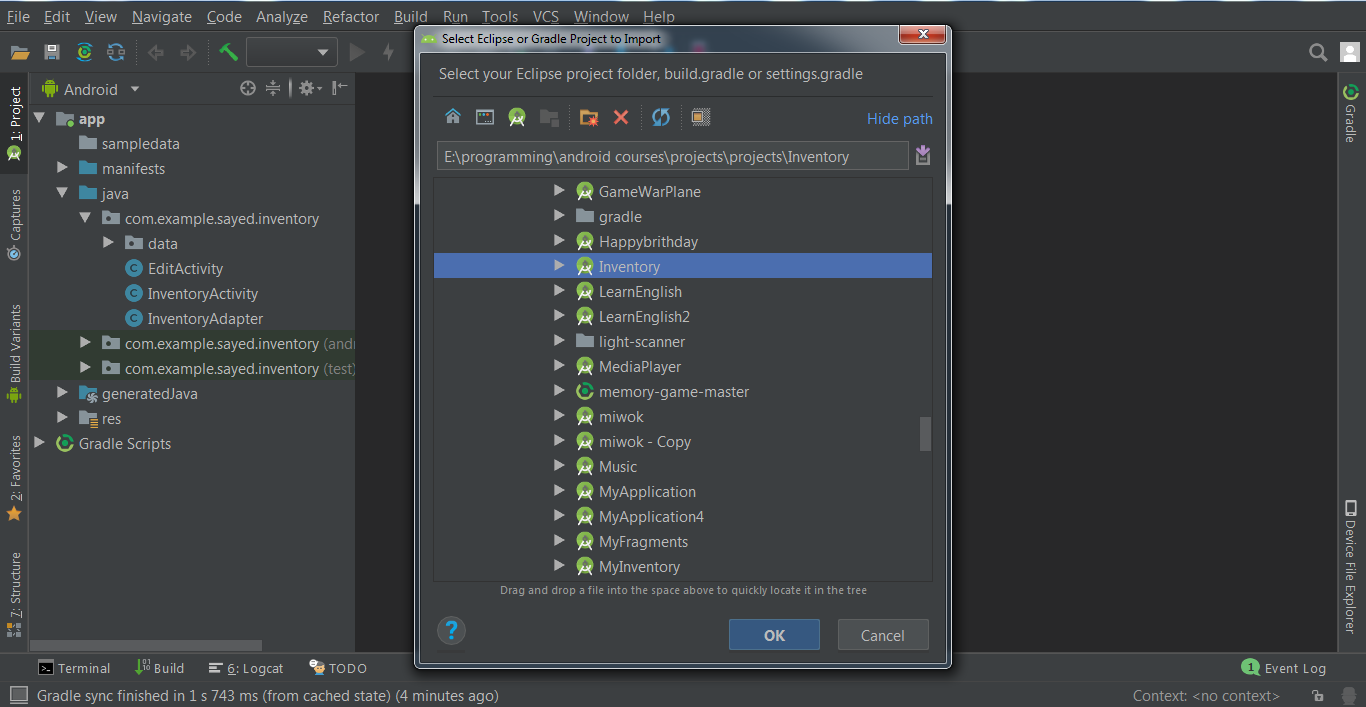 File Edit View Navigate Code Analyze Refactor Build Run Tools VCS Window Help
Select Eclipse or Gradle Project to Import
Select your Eclipse project folder, build.gradle or settings.gradle
Hide path
E:\programming\android courses\projects\projects\Inventory
GameWarPlane
gradle
Happybrithday
Inventory
LearnEnglish
LearnEnglish2
light-scanner
MediaPlayer
memory-game-master
miwok
miwok - Copy
Music
MyApplication
MyApplication4
MyFragments
MyInventory
Drag and drop a file into the space above to quickly locate it in the tree
?
OK
Cancel
Android
app
sampledata
manifests
java
com.example.sayed.inventory
data
C EditActivity
C InventoryActivity
C InventoryAdapter
com.example.sayed.inventory (and
com.example.sayed.inventory (test)
generatedJava
res
Gradle Scripts
1: Project
Captures
Build Variants
2: Favorites
7: Structure
Gradle
Device File Explorer
Terminal
Build
6: Logcat
TODO
1 Event Log
Gradle sync finished in 1 s 743 ms (from cached state) (4 minutes ago)
Context: <no context>